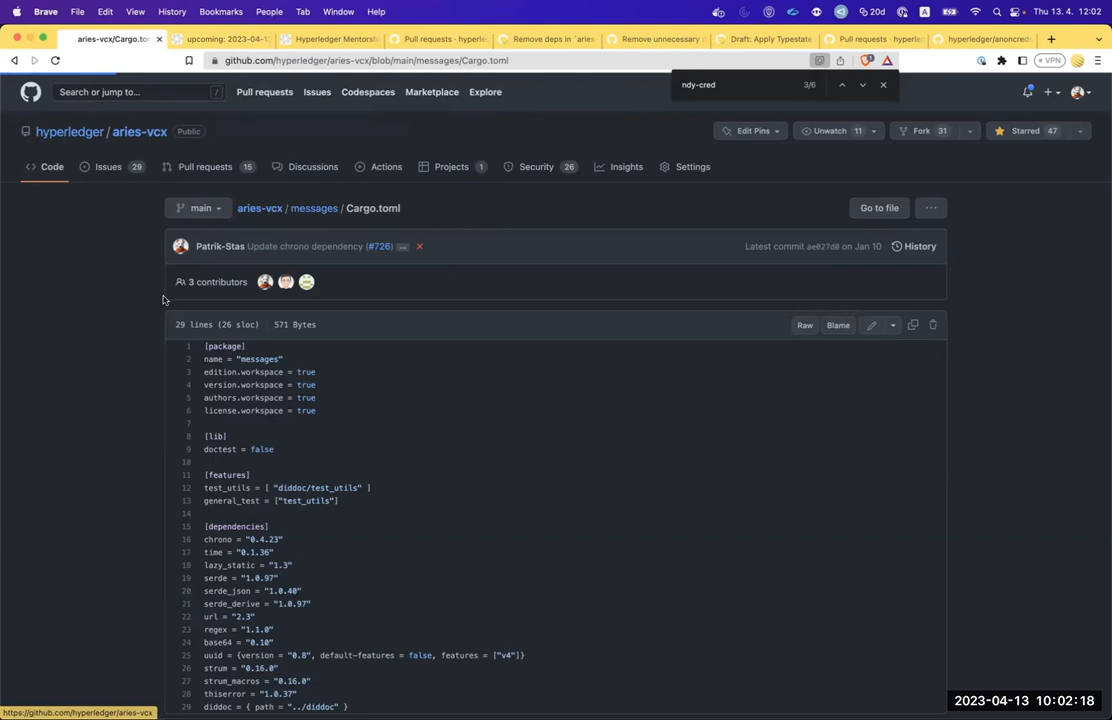 Brave File Edit View History Bookmarks People Tab Window Help 20d A Thu 13. 4. 12:02
aries-vcx/Cargo.tom upcoming: 2023-04-13 Hyperledger Mentorsh Pull requests · hyperle Remove deps in `aries- Remove unnecessary r Draft: Apply Typestate Pull requests · hyperle hyperledger/anoncreds
github.com/hyperledger/aries-vcx/blob/main/messages/Cargo.toml 1 VPN
ndy-cred 3/6
Search or jump to... / Pull requests Issues Codespaces Marketplace Explore
hyperledger / aries-vcx Public Edit Pins Unwatch 11 Fork 31 Starred 47
Code Issues 29 Pull requests 15 Discussions Actions Projects 1 Security 26 Insights Settings
main aries-vcx / messages / Cargo.toml Go to file ...
Patrik-Stas Update chrono dependency (#726) ... Latest commit ae027d0 on Jan 10 History
3 contributors
29 lines (26 sloc) 571 Bytes Raw Blame
1 [package]
2 name = "messages"
3 edition.workspace = true
4 version.workspace = true
5 authors.workspace = true
6 license.workspace = true
7
8 [lib]
9 doctest = false
10
11 [features]
12 test_utils = [ "diddoc/test_utils" ]
13 general_test = ["test_utils"]
14
15 [dependencies]
16 chrono = "0.4.23"
17 time = "0.1.36"
18 lazy_static = "1.3"
19 serde = "1.0.97"
20 serde_json = "1.0.40"
21 serde_derive = "1.0.97"
22 url = "2.3"
23 regex = "1.1.0"
24 base64 = "0.10"
25 uuid = {version = "0.8", default-features = false, features = ["v4"]}
26 strum = "0.16.0"
27 strum_macros = "0.16.0"
28 thiserror = "1.0.37"
29 diddoc = { path = "../diddoc" }
2023-04-13 10:02:18
https://github.com/hyperledger/aries-vcx